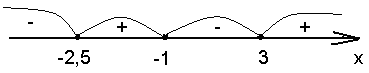 - + - +
-2,5 -1 3 x